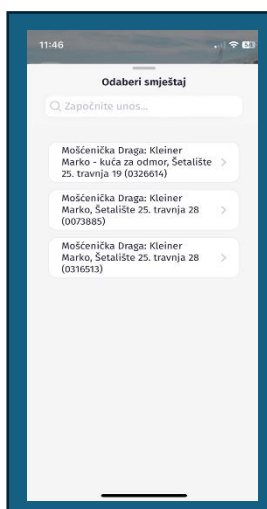 11:46
Odaberi smještaj
Započnite unos...
Mošćenička Draga: Kleiner
Marko - kuća za odmor, Šetalište
25. travnja 19 (0326614)
Mošćenička Draga: Kleiner
Marko, Šetalište 25. travnja 28
(0073885)
Mošćenička Draga: Kleiner
Marko, Šetalište 25. travnja 28
(0316513)